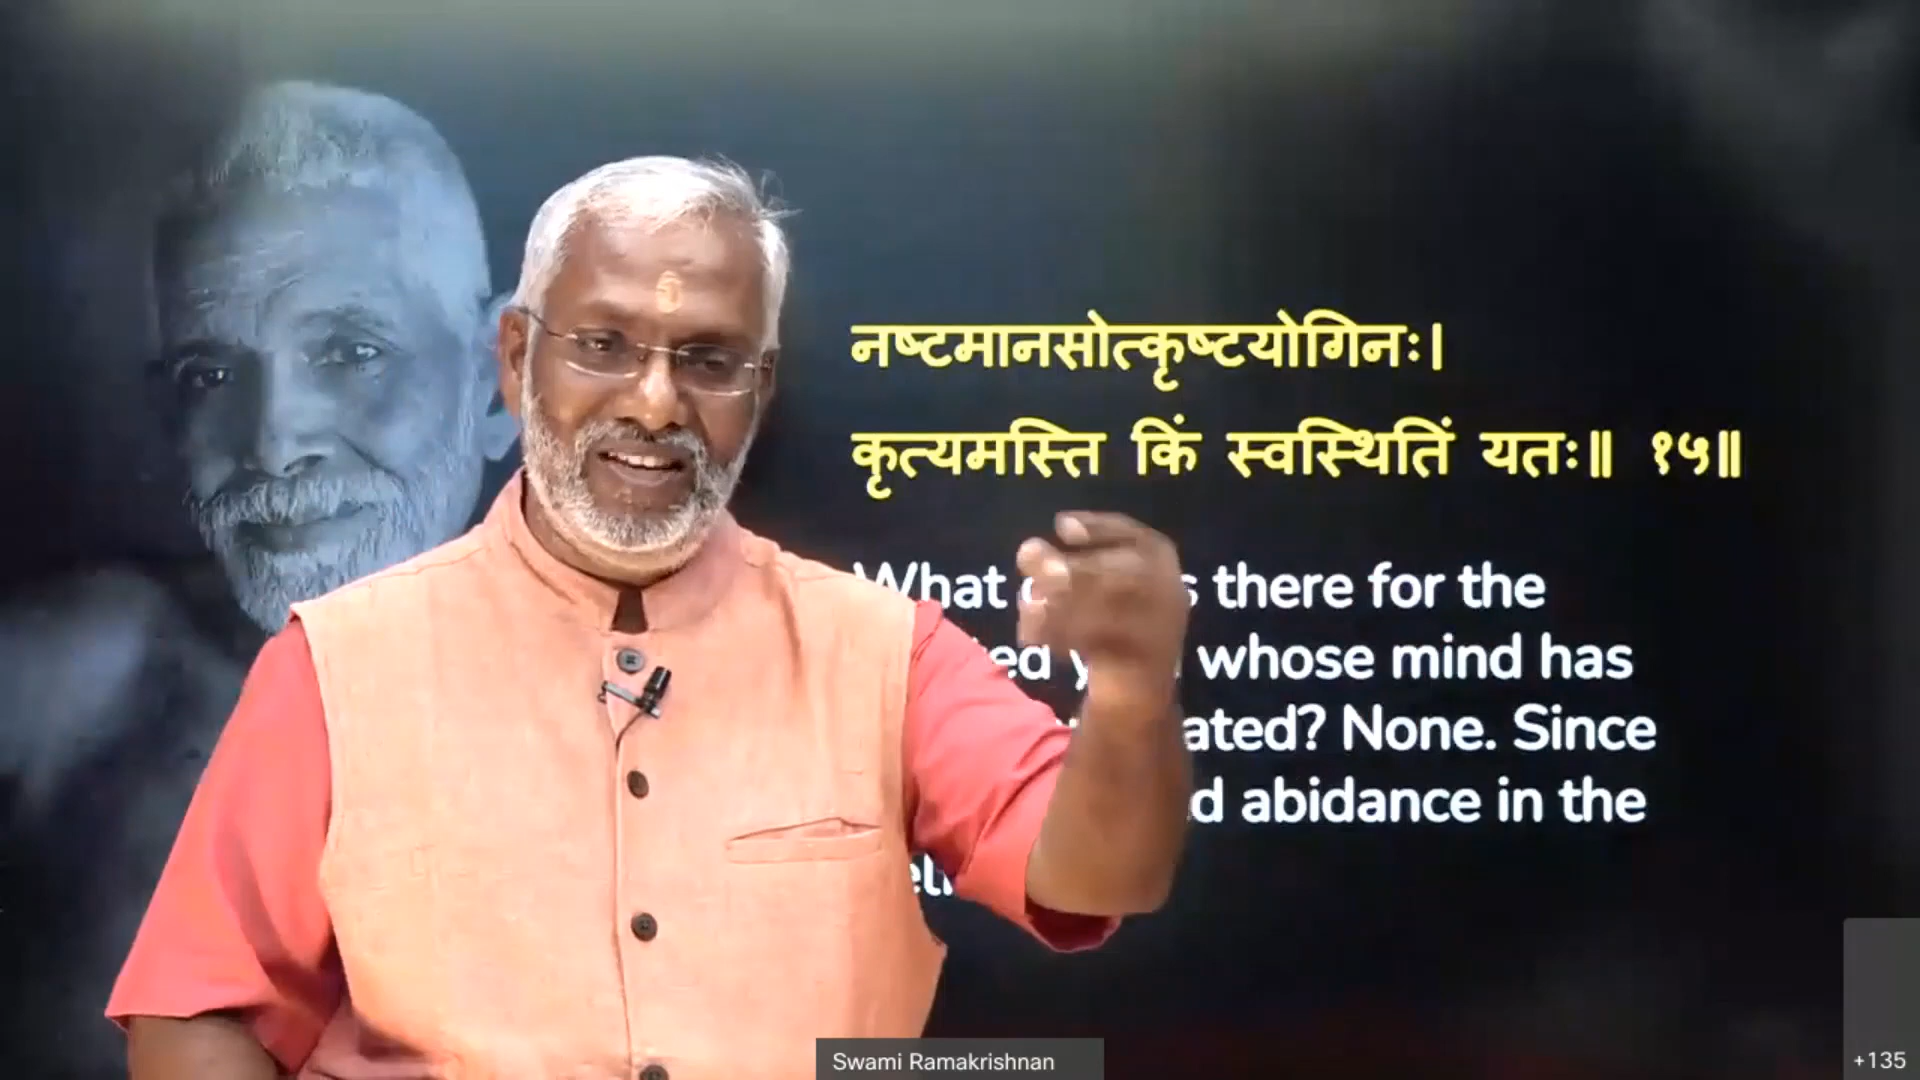 नष्टमानसोत्कृष्टयोगिनः।
कृत्यमस्ति किं स्वस्थितिं यतः॥ १५॥
What there for the
whose mind has
None. Since
abidance in the
Swami Ramakrishnan
+135